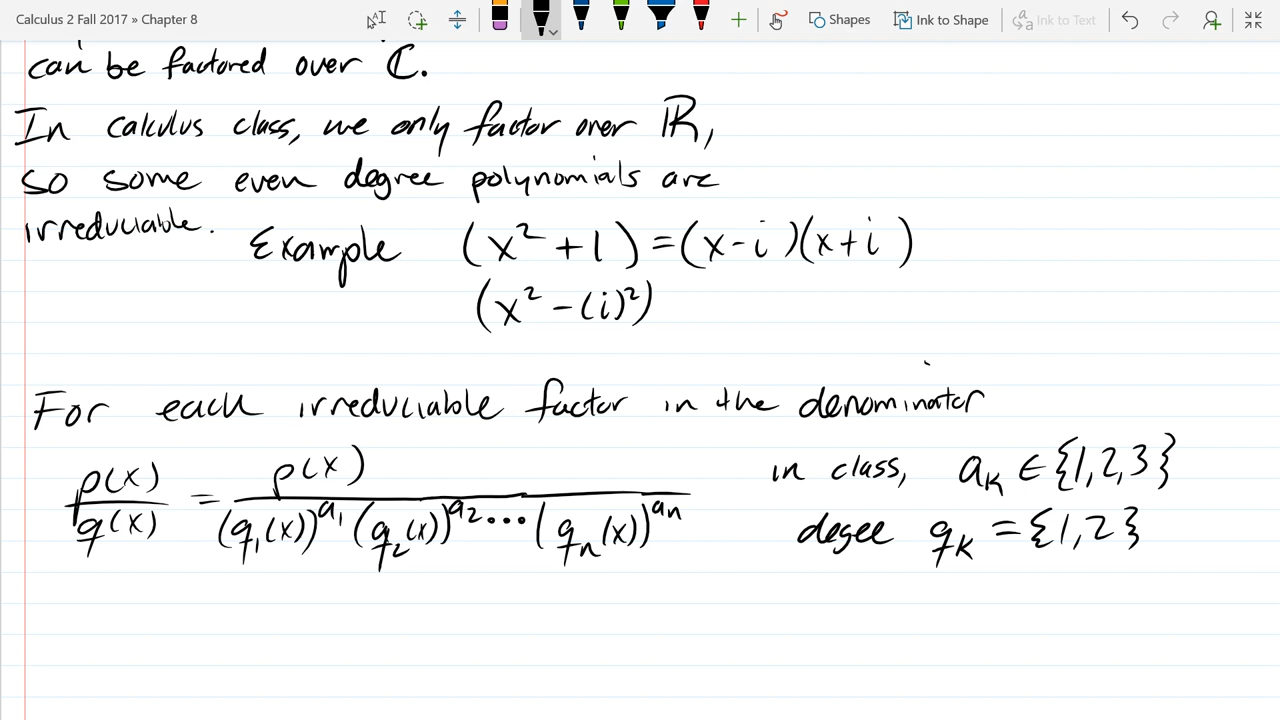 Calculus 2 Fall 2017 » Chapter 8
Shapes
Ink to Shape
Ink to Text
can be factored over ℂ.
In calculus class, we only factor over ℝ,
so some even degree polynomials are
irreduciable.
Example (x² + 1) = (x - i)(x + i)
(x² - (i)²)
For each irreduciable factor in the denominator
p(x)/q(x) = p(x)/((q₁(x))^a₁ (q₂(x))^a₂ ... (qₙ(x))^aₙ)
in class, aₖ ∈ {1,2,3}
degee qₖ = {1,2}